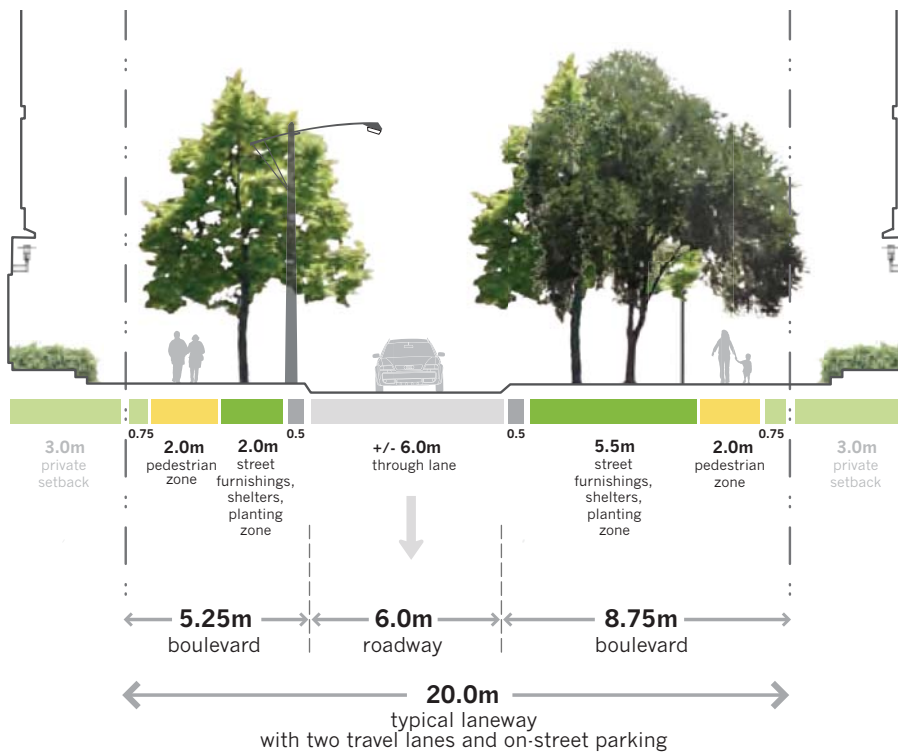 0.75
0.5
0.5
0.75
3.0m
private
setback
2.0m
pedestrian
zone
2.0m
street
furnishings,
shelters,
planting
zone
+/- 6.0m
through lane
5.5m
street
furnishings,
shelters,
planting
zone
2.0m
pedestrian
zone
3.0m
private
setback
5.25m
boulevard
6.0m
roadway
8.75m
boulevard
20.0m
typical laneway
with two travel lanes and on-street parking